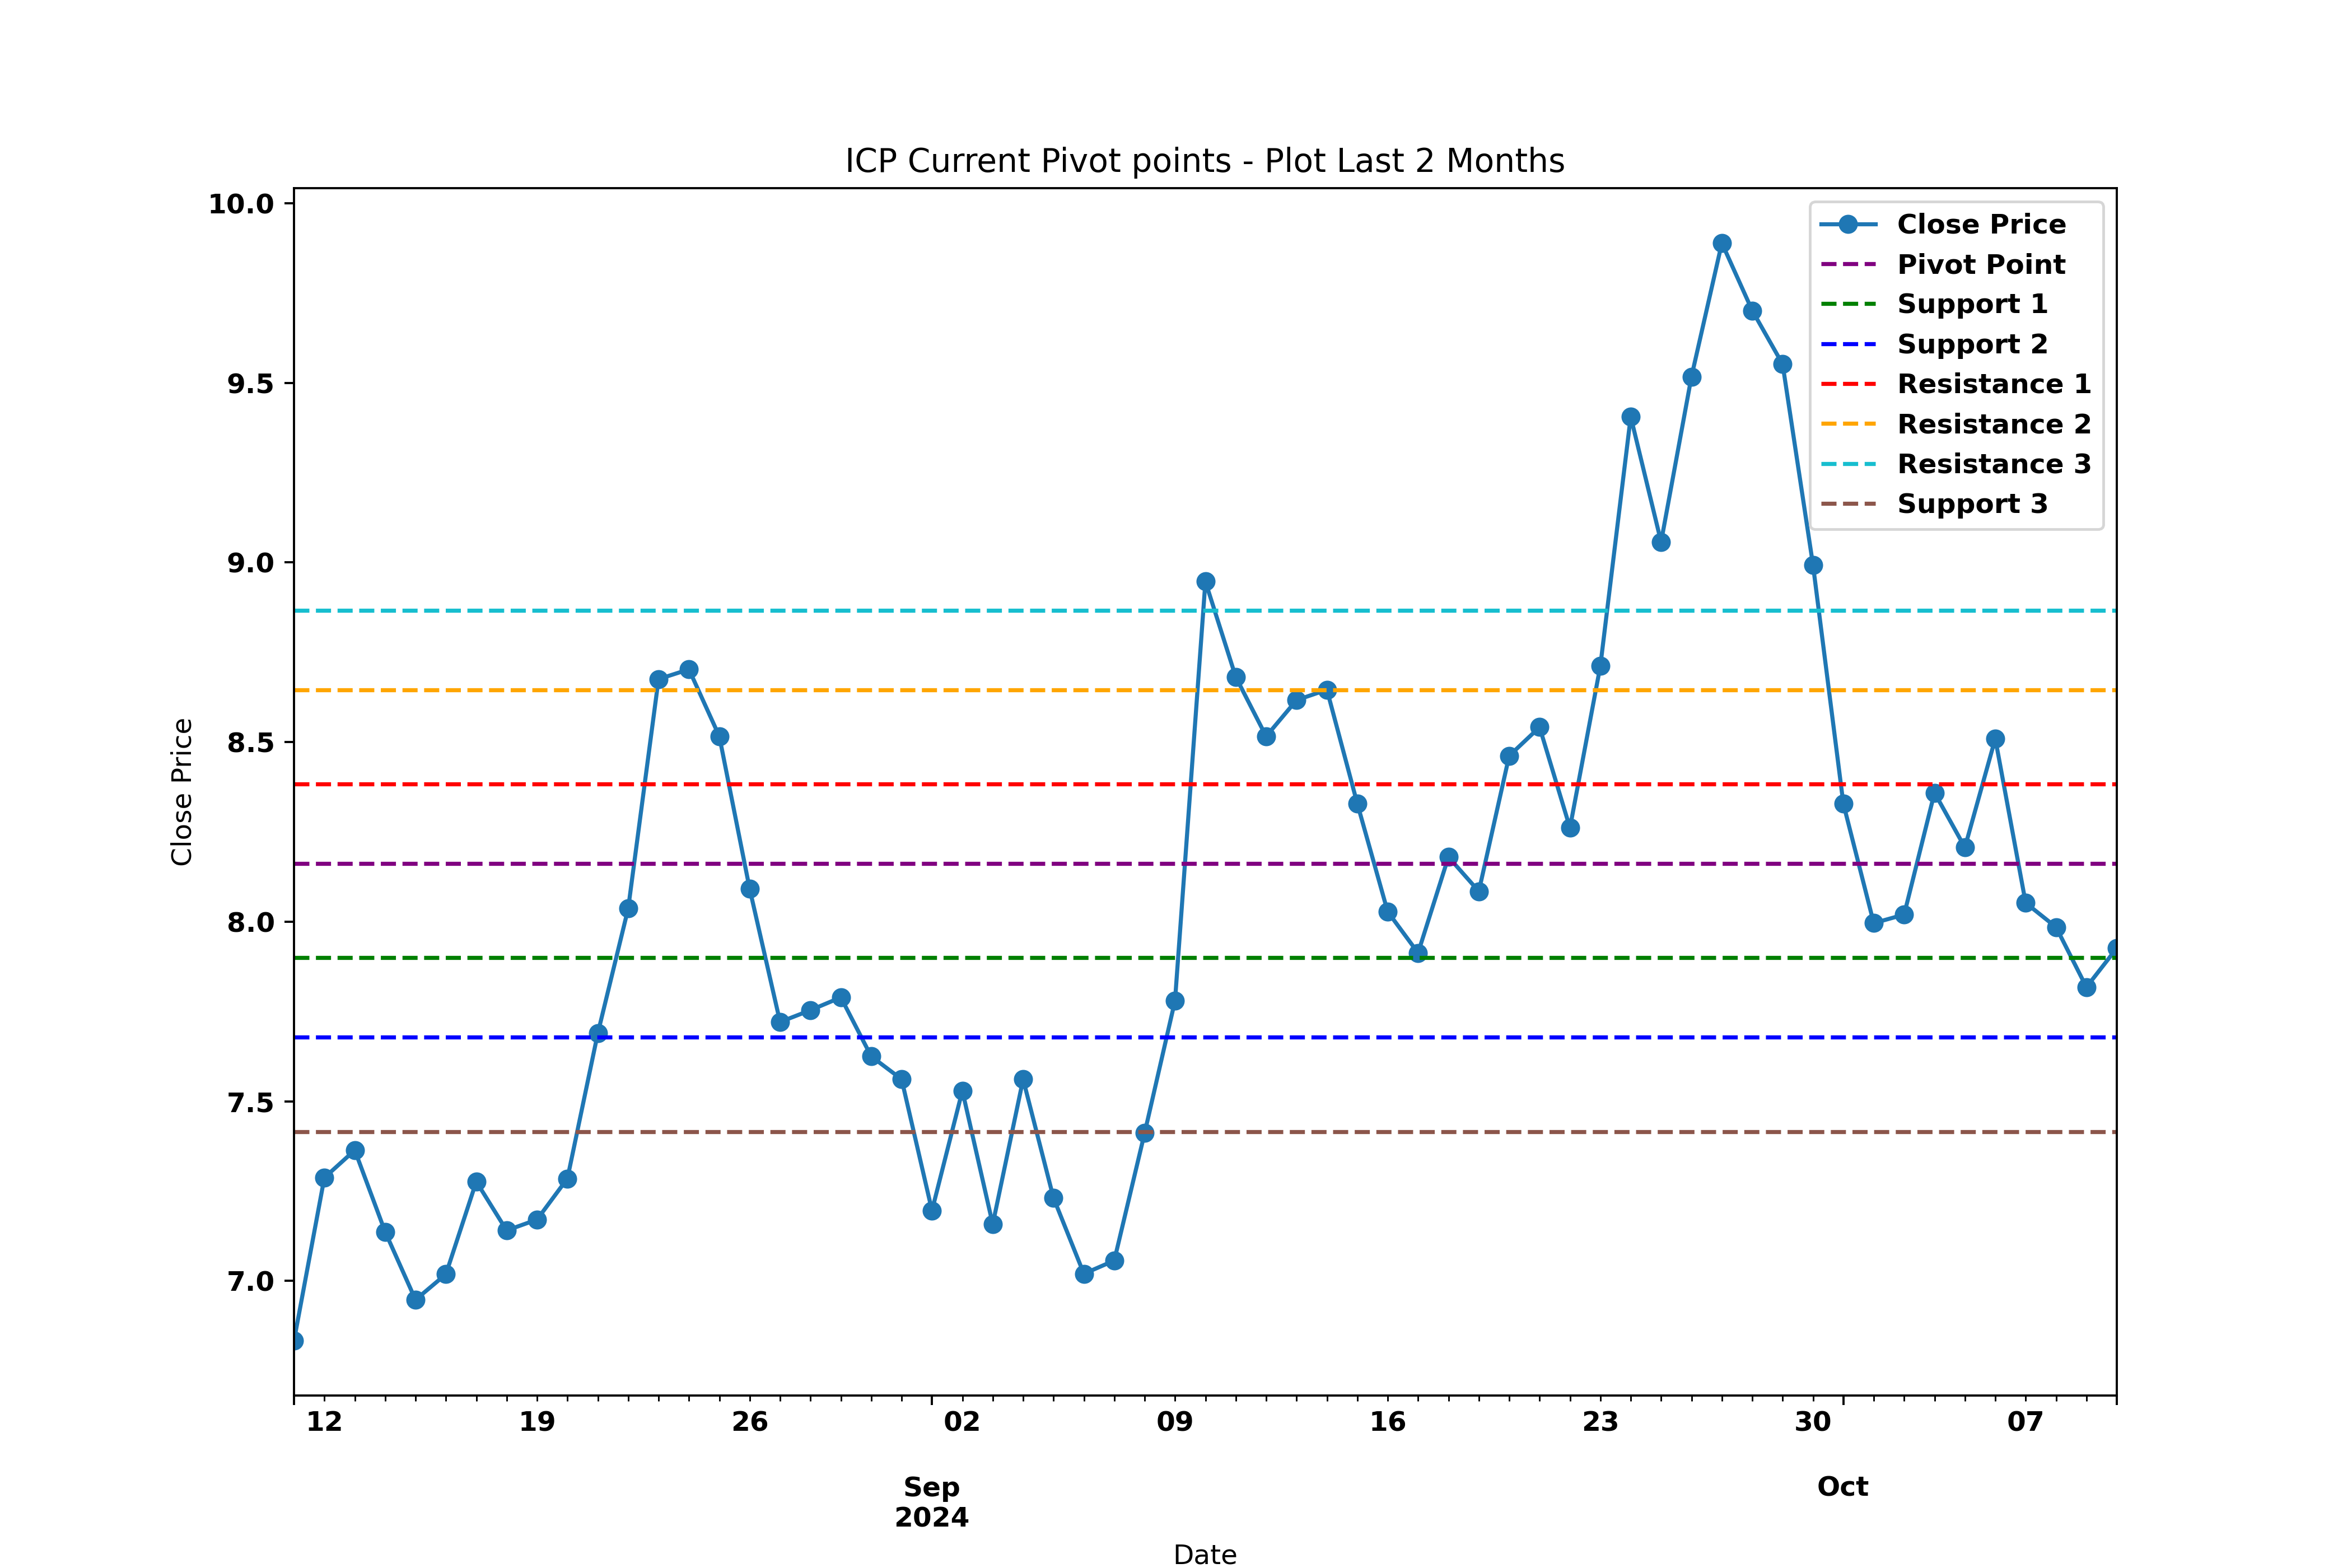 ICP Current Pivot points - Plot Last 2 Months
10.0
9.5
9.0
8.5
8.0
7.5
7.0
Close Price
Close Price
Pivot Point
Support 1
Support 2
Resistance 1
Resistance 2
Resistance 3
Support 3
12 19 26 02 09 16 23 30 07
Sep Oct
2024
Date